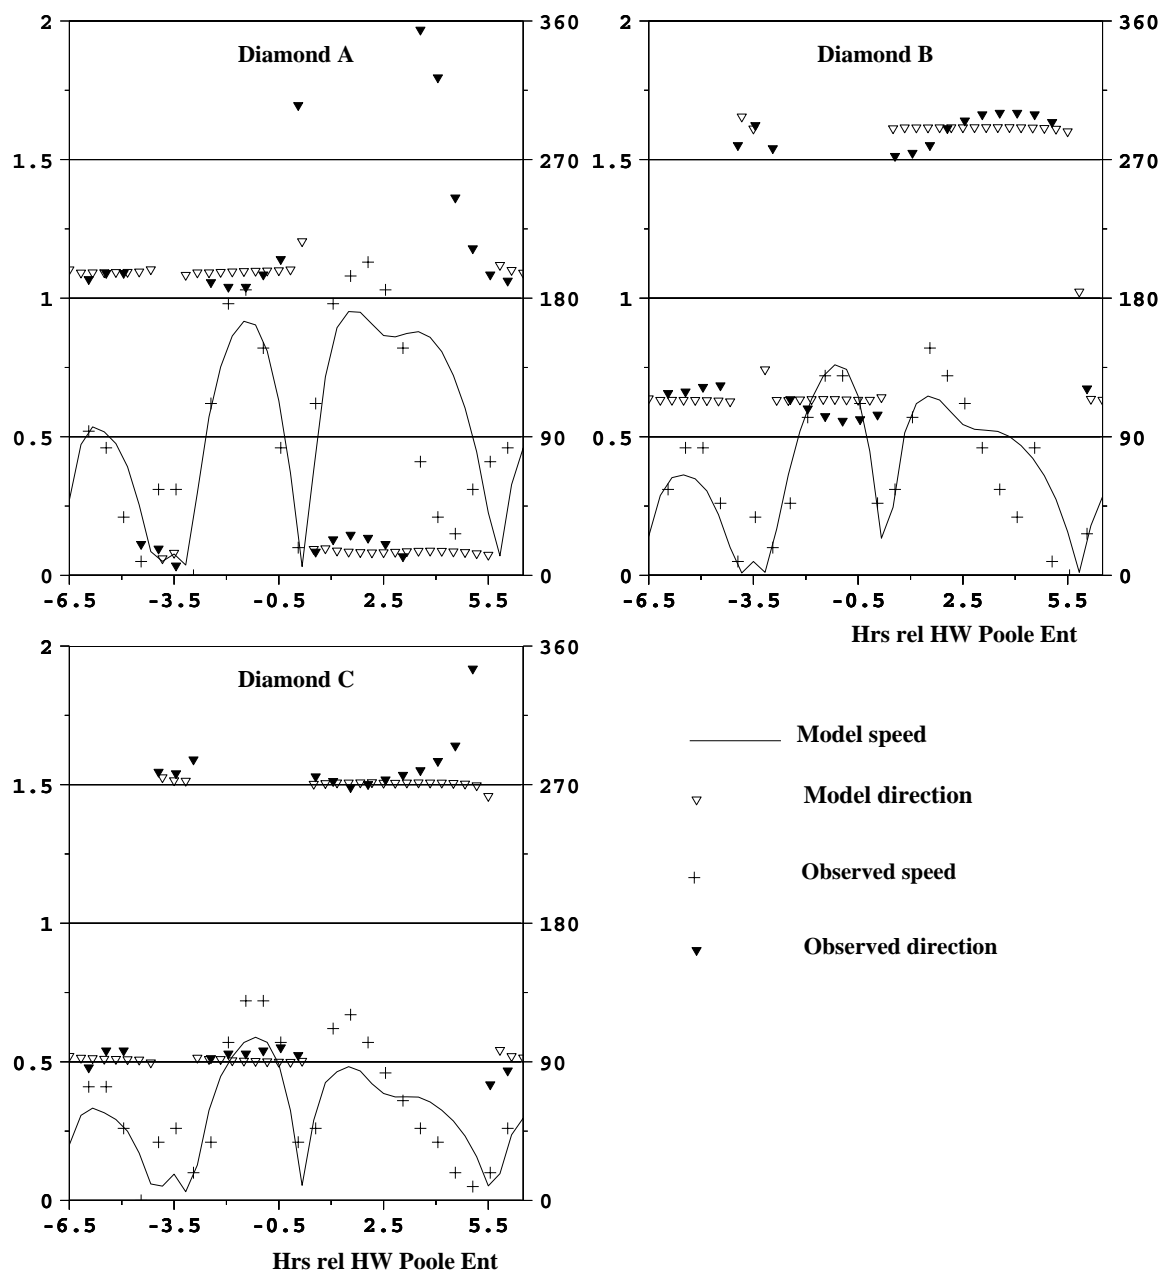 2 360 2 360
Diamond A Diamond B
1.5 270 1.5 270
1 180 1 180
0.5 90 0.5 90
0 0 0 0
-6.5 -3.5 -0.5 2.5 5.5 -6.5 -3.5 -0.5 2.5 5.5
Hrs rel HW Poole Ent
2 360
Diamond C
Model speed
1.5 270
Model direction
Observed speed
1 180
Observed direction
0.5 90
0 0
-6.5 -3.5 -0.5 2.5 5.5
Hrs rel HW Poole Ent